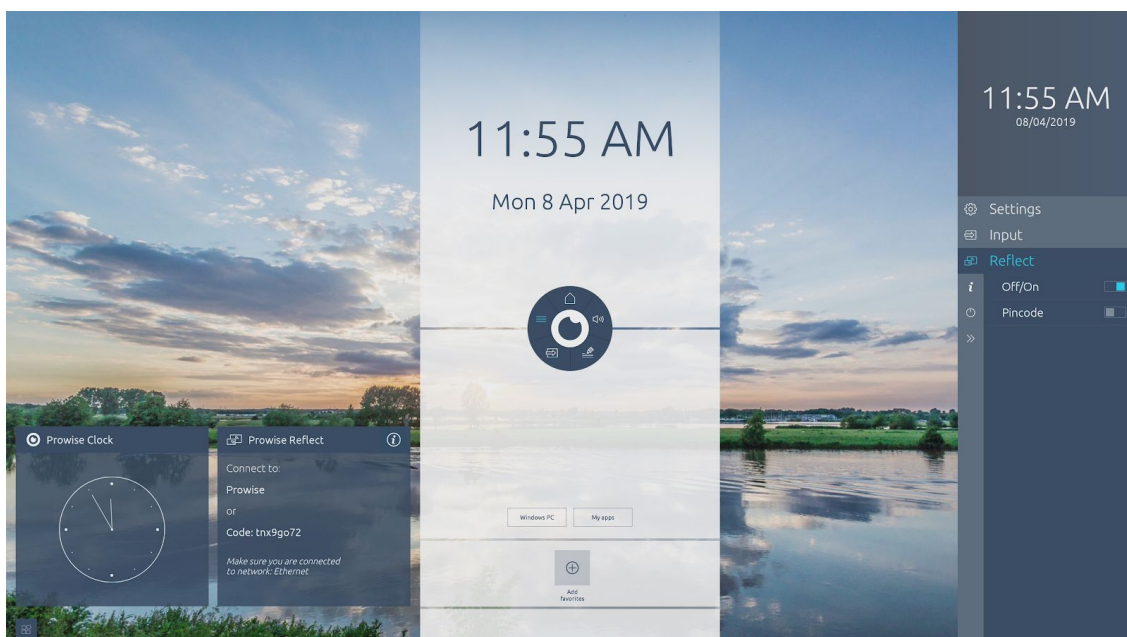 11:55 AM
Mon 8 Apr 2019
Windows PC
My apps
Add
favorites
Prowise Clock
Prowise Reflect
Connect to:
Prowise
or
Code: tnx9go72
Make sure you are connected
to network: Ethernet
11:55 AM
08/04/2019
Settings
Input
Reflect
Off/On
Pincode